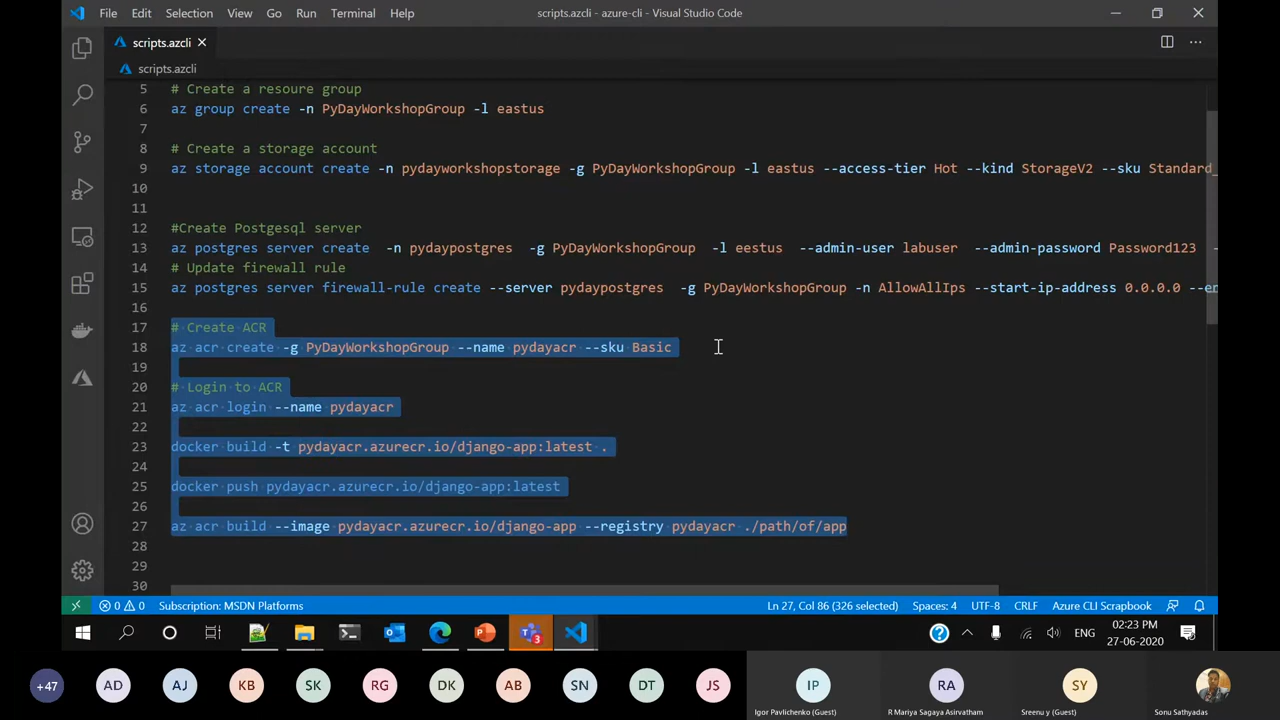 File Edit Selection View Go Run Terminal Help scripts.azcli - azure-cli - Visual Studio Code
scripts.azcli
scripts.azcli
5 # Create a resoure group
6 az group create -n PyDayWorkshopGroup -l eastus
7
8 # Create a storage account
9 az storage account create -n pydayworkshopstorage -g PyDayWorkshopGroup -l eastus --access-tier Hot --kind StorageV2 --sku Standard_
10
11
12 #Create Postgesql server
13 az postgres server create -n pydaypostgres -g PyDayWorkshopGroup -l eestus --admin-user labuser --admin-password Password123 -
14 # Update firewall rule
15 az postgres server firewall-rule create --server pydaypostgres -g PyDayWorkshopGroup -n AllowAllIps --start-ip-address 0.0.0.0 --en
16
17 # Create ACR
18 az acr create -g PyDayWorkshopGroup --name pydayacr --sku Basic
19
20 # Login to ACR
21 az acr login --name pydayacr
22
23 docker build -t pydayacr.azurecr.io/django-app:latest .
24
25 docker push pydayacr.azurecr.io/django-app:latest
26
27 az acr build --image pydayacr.azurecr.io/django-app --registry pydayacr ./path/of/app
28
29
30
0 0 Subscription: MSDN Platforms Ln 27, Col 86 (326 selected) Spaces: 4 UTF-8 CRLF Azure CLI Scrapbook
3 ENG 02:23 PM
27-06-2020
+47 AD AJ KB SK RG DK AB SN DT JS IP RA SY
Igor Pavlichenko (Guest) R Mariya Sagaya Asirvatham Sreenu y (Guest) Sonu Sathyadas